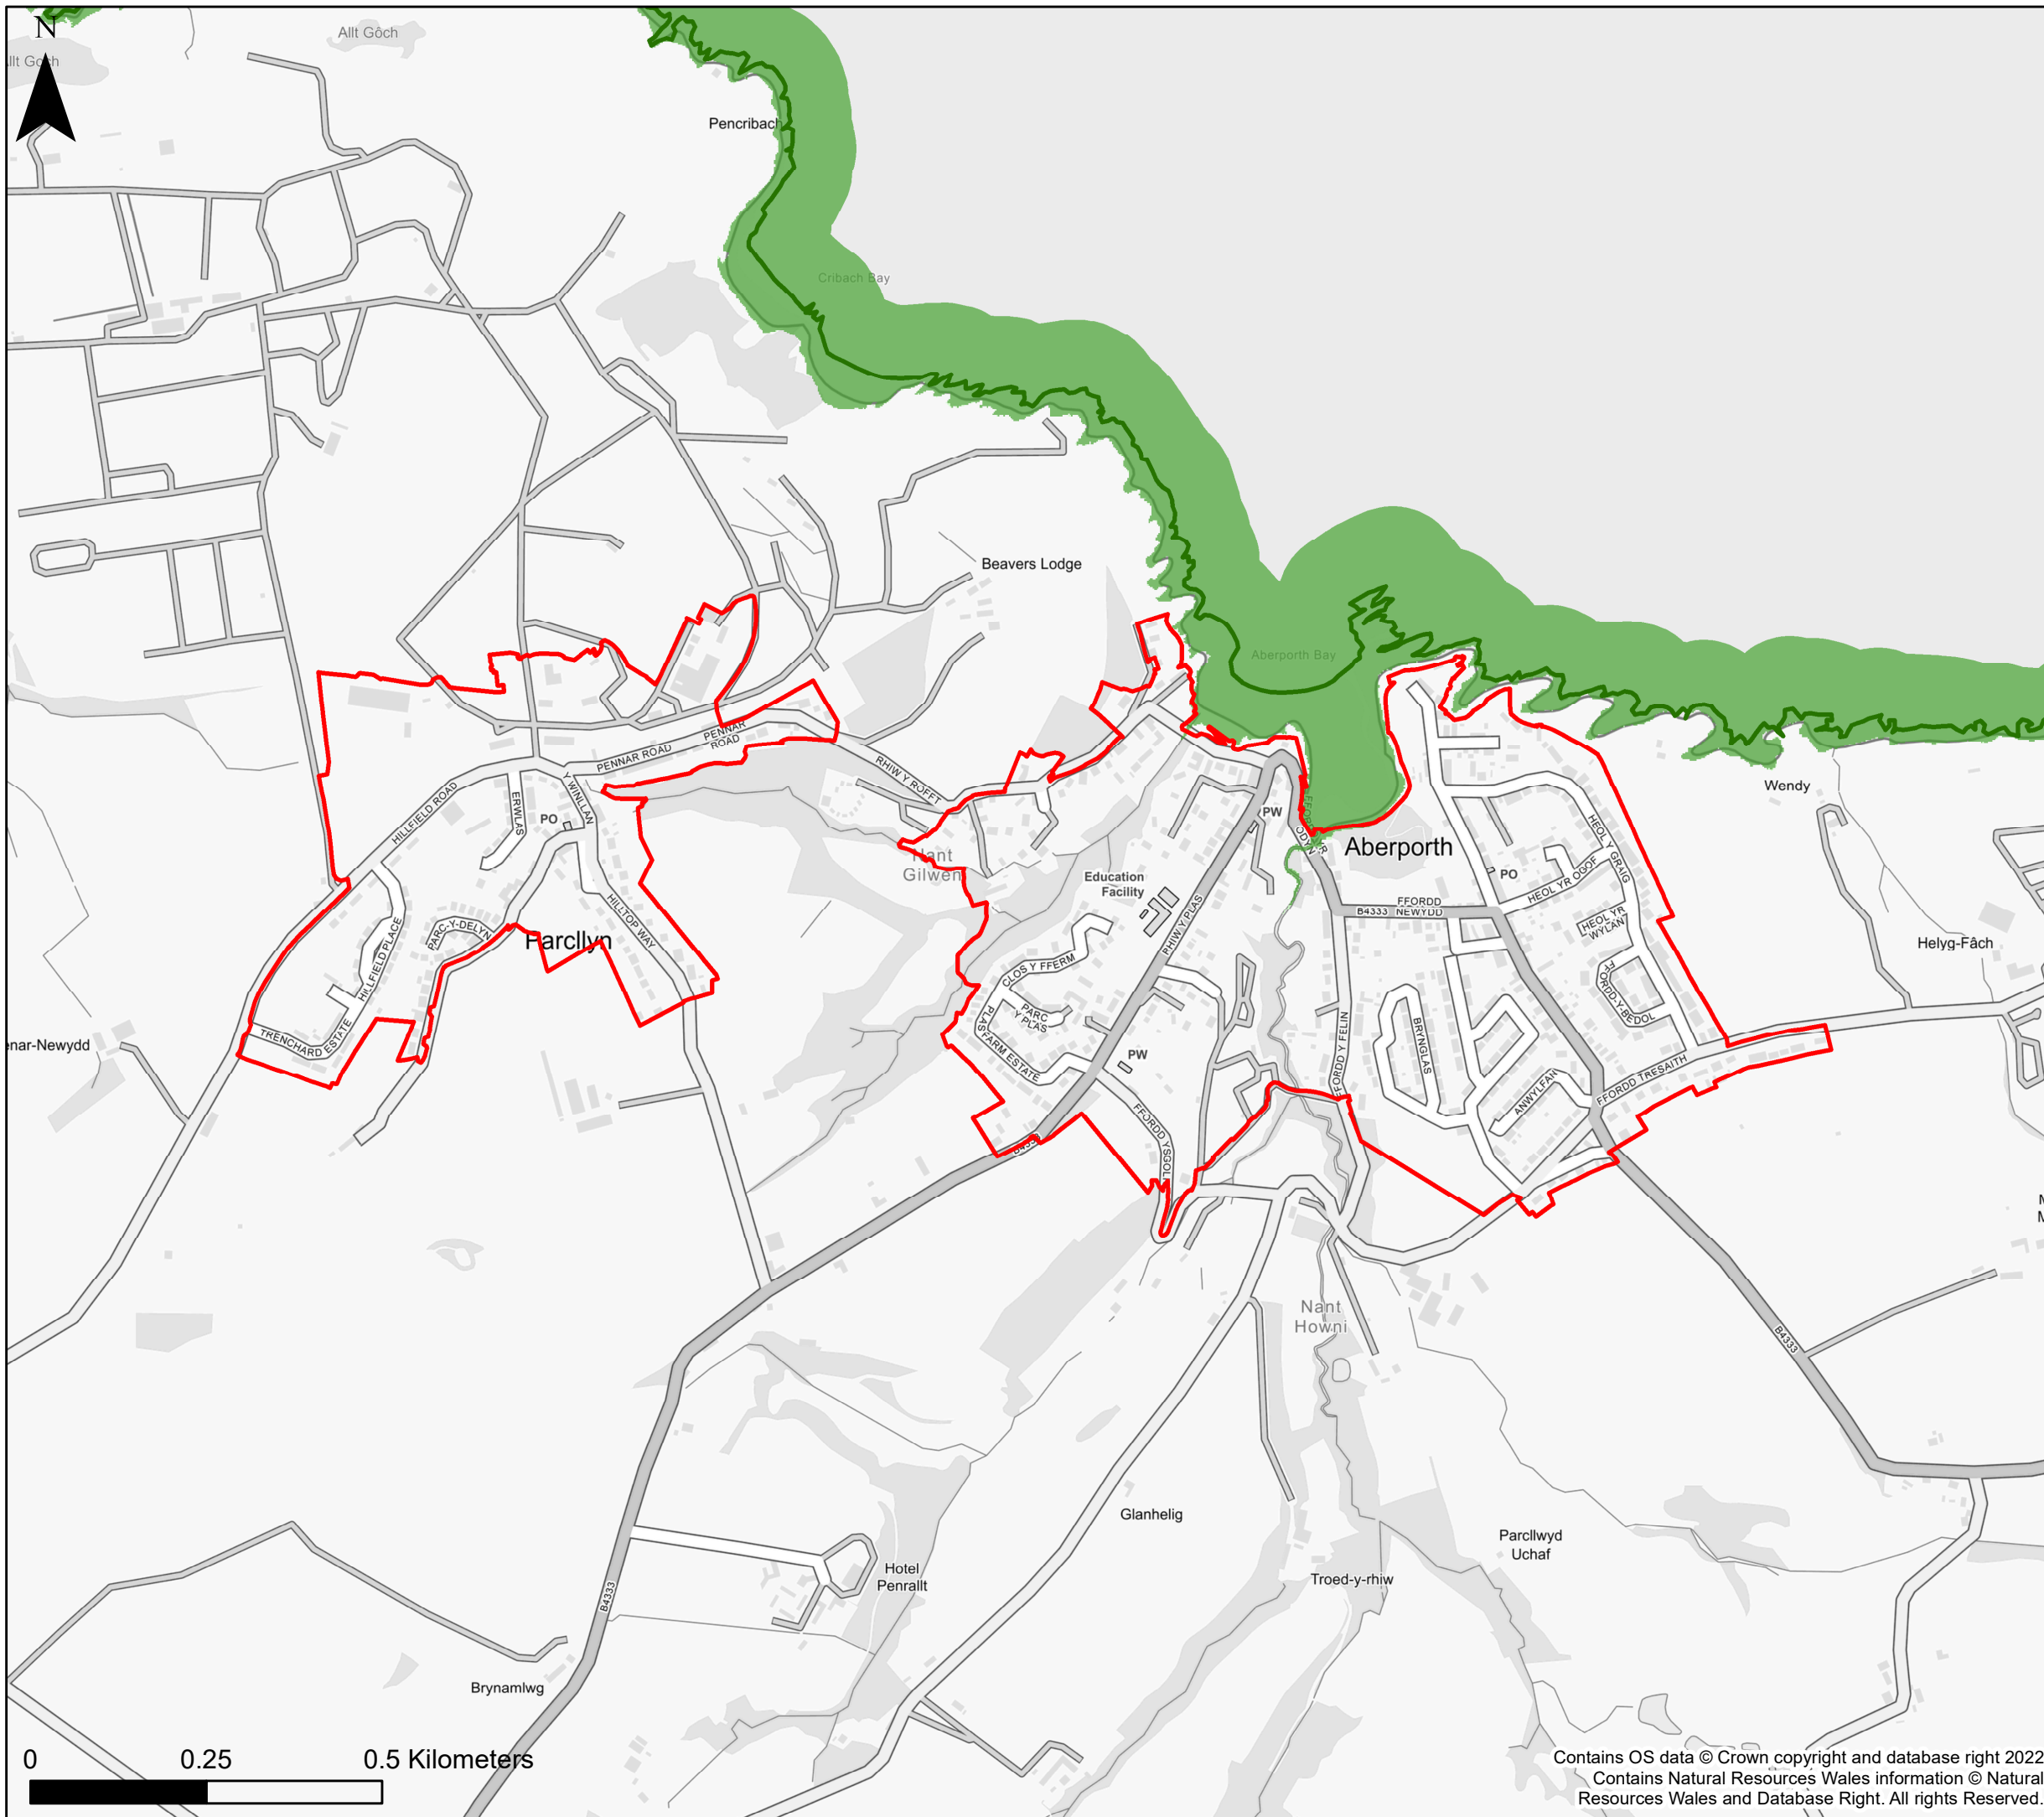 N
Allt Gôch
Pencribach
Cribach Bay
Beavers Lodge
Aberporth Bay
PENNAR
ROAD
PENNAR ROAD
RHIW Y ROFFT
Y WINLLAN
ERWLAS
HILLFIELD ROAD
PO
Wendy
PW
Aberporth
HEOL Y GRAIG
Nant
Gilwen
Education
Facility
PO
HEOL YR OGOF
FFORDD
B4333 NEWYDD
HEOL YR
WYLAN
HILLTOP WAY
PARC-Y-DELYN
Parcllyn
RHIW Y PLAS
Helyg-Fâch
HILLFIELD PLACE
CLOS Y FFERM
FFORDD-Y-BEDOL
PARC
Y PLAS
PLAS FARM ESTATE
BRYNGLAS
FFORDD Y FELIN
enar-Newydd
TRENCHARD ESTATE
PW
FFORDD TRESAITH
ANWYLFAN
B4333
Nant
Howni
B4333
Glanhelig
Parcllwyd
Uchaf
Hotel
Penrallt
Troed-y-rhiw
B4333
Brynamlwg
0 0.25 0.5 Kilometers
Contains OS data © Crown copyright and database right 2022
Contains Natural Resources Wales information © Natural
Resources Wales and Database Right. All rights Reserved.